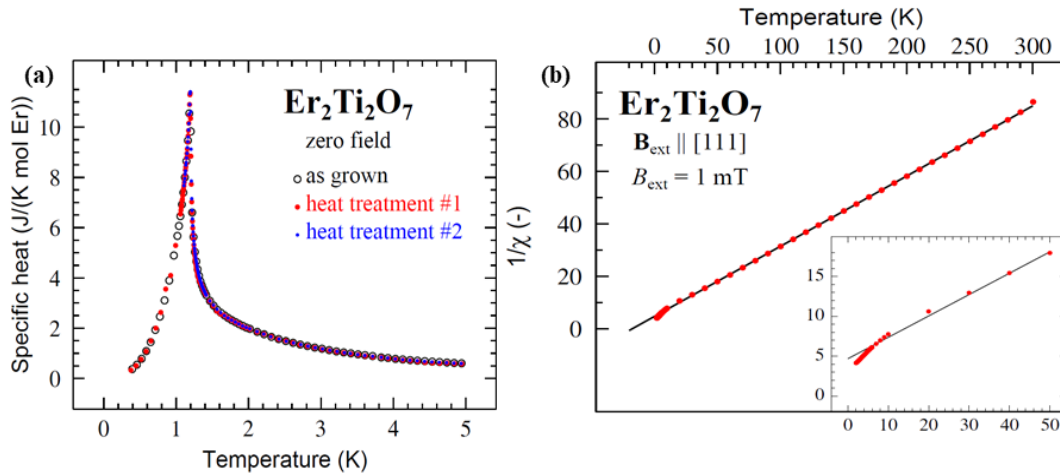 (a)
Er2Ti2O7
zero field
as grown
heat treatment #1
heat treatment #2
Specific heat (J/(K mol Er))
10
8
6
4
2
0
0 1 2 3 4 5
Temperature (K)
Temperature (K)
0 50 100 150 200 250 300
(b)
Er2Ti2O7
Bext || [111]
Bext = 1 mT
1/χ (-)
80
60
40
20
0
15
10
5
0
0 10 20 30 40 50